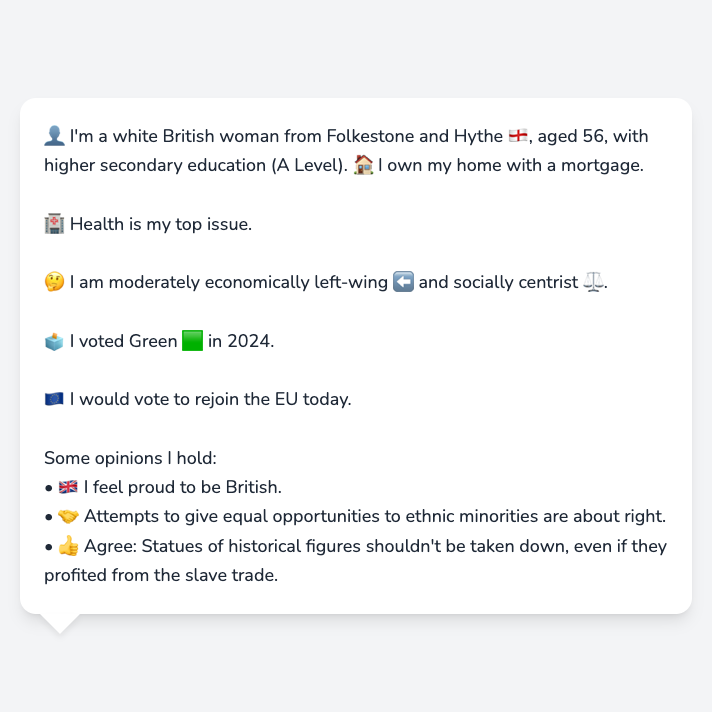 👤 I'm a white British woman from Folkestone and Hythe 🏴󠁧󠁢󠁥󠁮󠁧󠁿, aged 56, with
higher secondary education (A Level). 🏠 I own my home with a mortgage.
🏥 Health is my top issue.
🤔 I am moderately economically left-wing ⬅️ and socially centrist ⚖️.
🗳️ I voted Green 🟩 in 2024.
🇪🇺 I would vote to rejoin the EU today.
Some opinions I hold:
• 🇬🇧 I feel proud to be British.
• 🤝 Attempts to give equal opportunities to ethnic minorities are about right.
• 👍 Agree: Statues of historical figures shouldn't be taken down, even if they
profited from the slave trade.